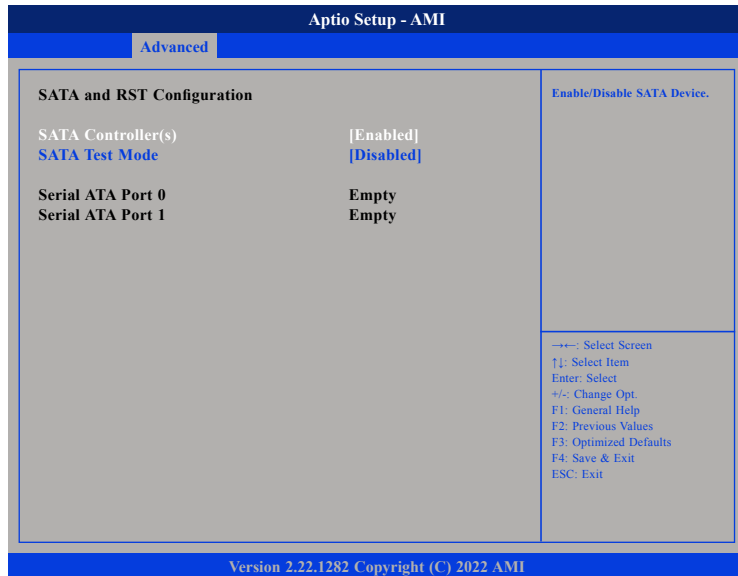 Aptio Setup - AMI
Advanced
SATA and RST Configuration
SATA Controller(s) [Enabled]
SATA Test Mode [Disabled]
Serial ATA Port 0 Empty
Serial ATA Port 1 Empty
Enable/Disable SATA Device.
→←: Select Screen
↑↓: Select Item
Enter: Select
+/-: Change Opt.
F1: General Help
F2: Previous Values
F3: Optimized Defaults
F4: Save & Exit
ESC: Exit
Version 2.22.1282 Copyright (C) 2022 AMI